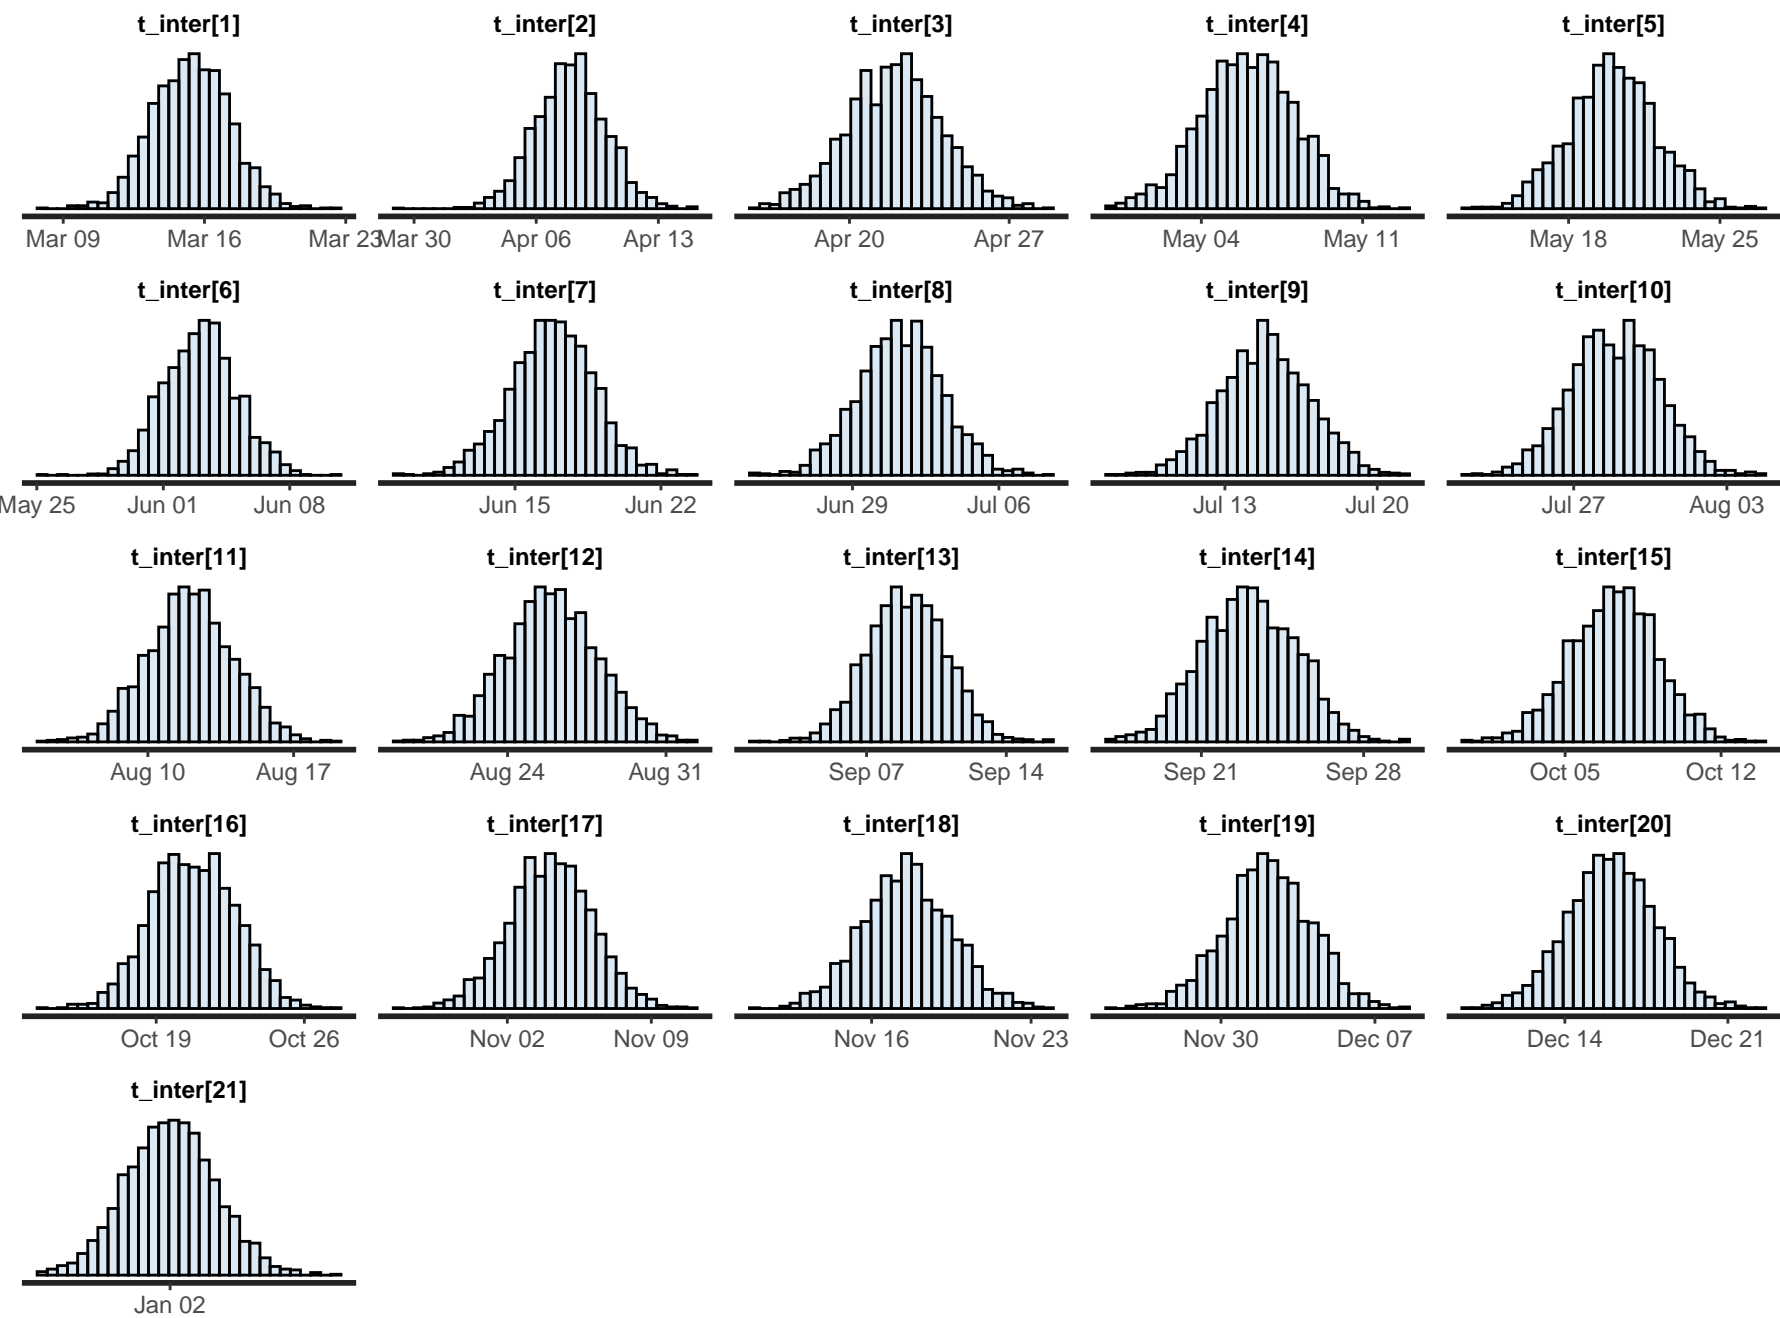 t_inter[1] t_inter[2] t_inter[3] t_inter[4] t_inter[5]
Mar 09 Mar 16 Mar 23 Mar 30 Apr 06 Apr 13 Apr 20 Apr 27 May 04 May 11 May 18 May 25
t_inter[6] t_inter[7] t_inter[8] t_inter[9] t_inter[10]
May 25 Jun 01 Jun 08 Jun 15 Jun 22 Jun 29 Jul 06 Jul 13 Jul 20 Jul 27 Aug 03
t_inter[11] t_inter[12] t_inter[13] t_inter[14] t_inter[15]
Aug 10 Aug 17 Aug 24 Aug 31 Sep 07 Sep 14 Sep 21 Sep 28 Oct 05 Oct 12
t_inter[16] t_inter[17] t_inter[18] t_inter[19] t_inter[20]
Oct 19 Oct 26 Nov 02 Nov 09 Nov 16 Nov 23 Nov 30 Dec 07 Dec 14 Dec 21
t_inter[21]
Jan 02